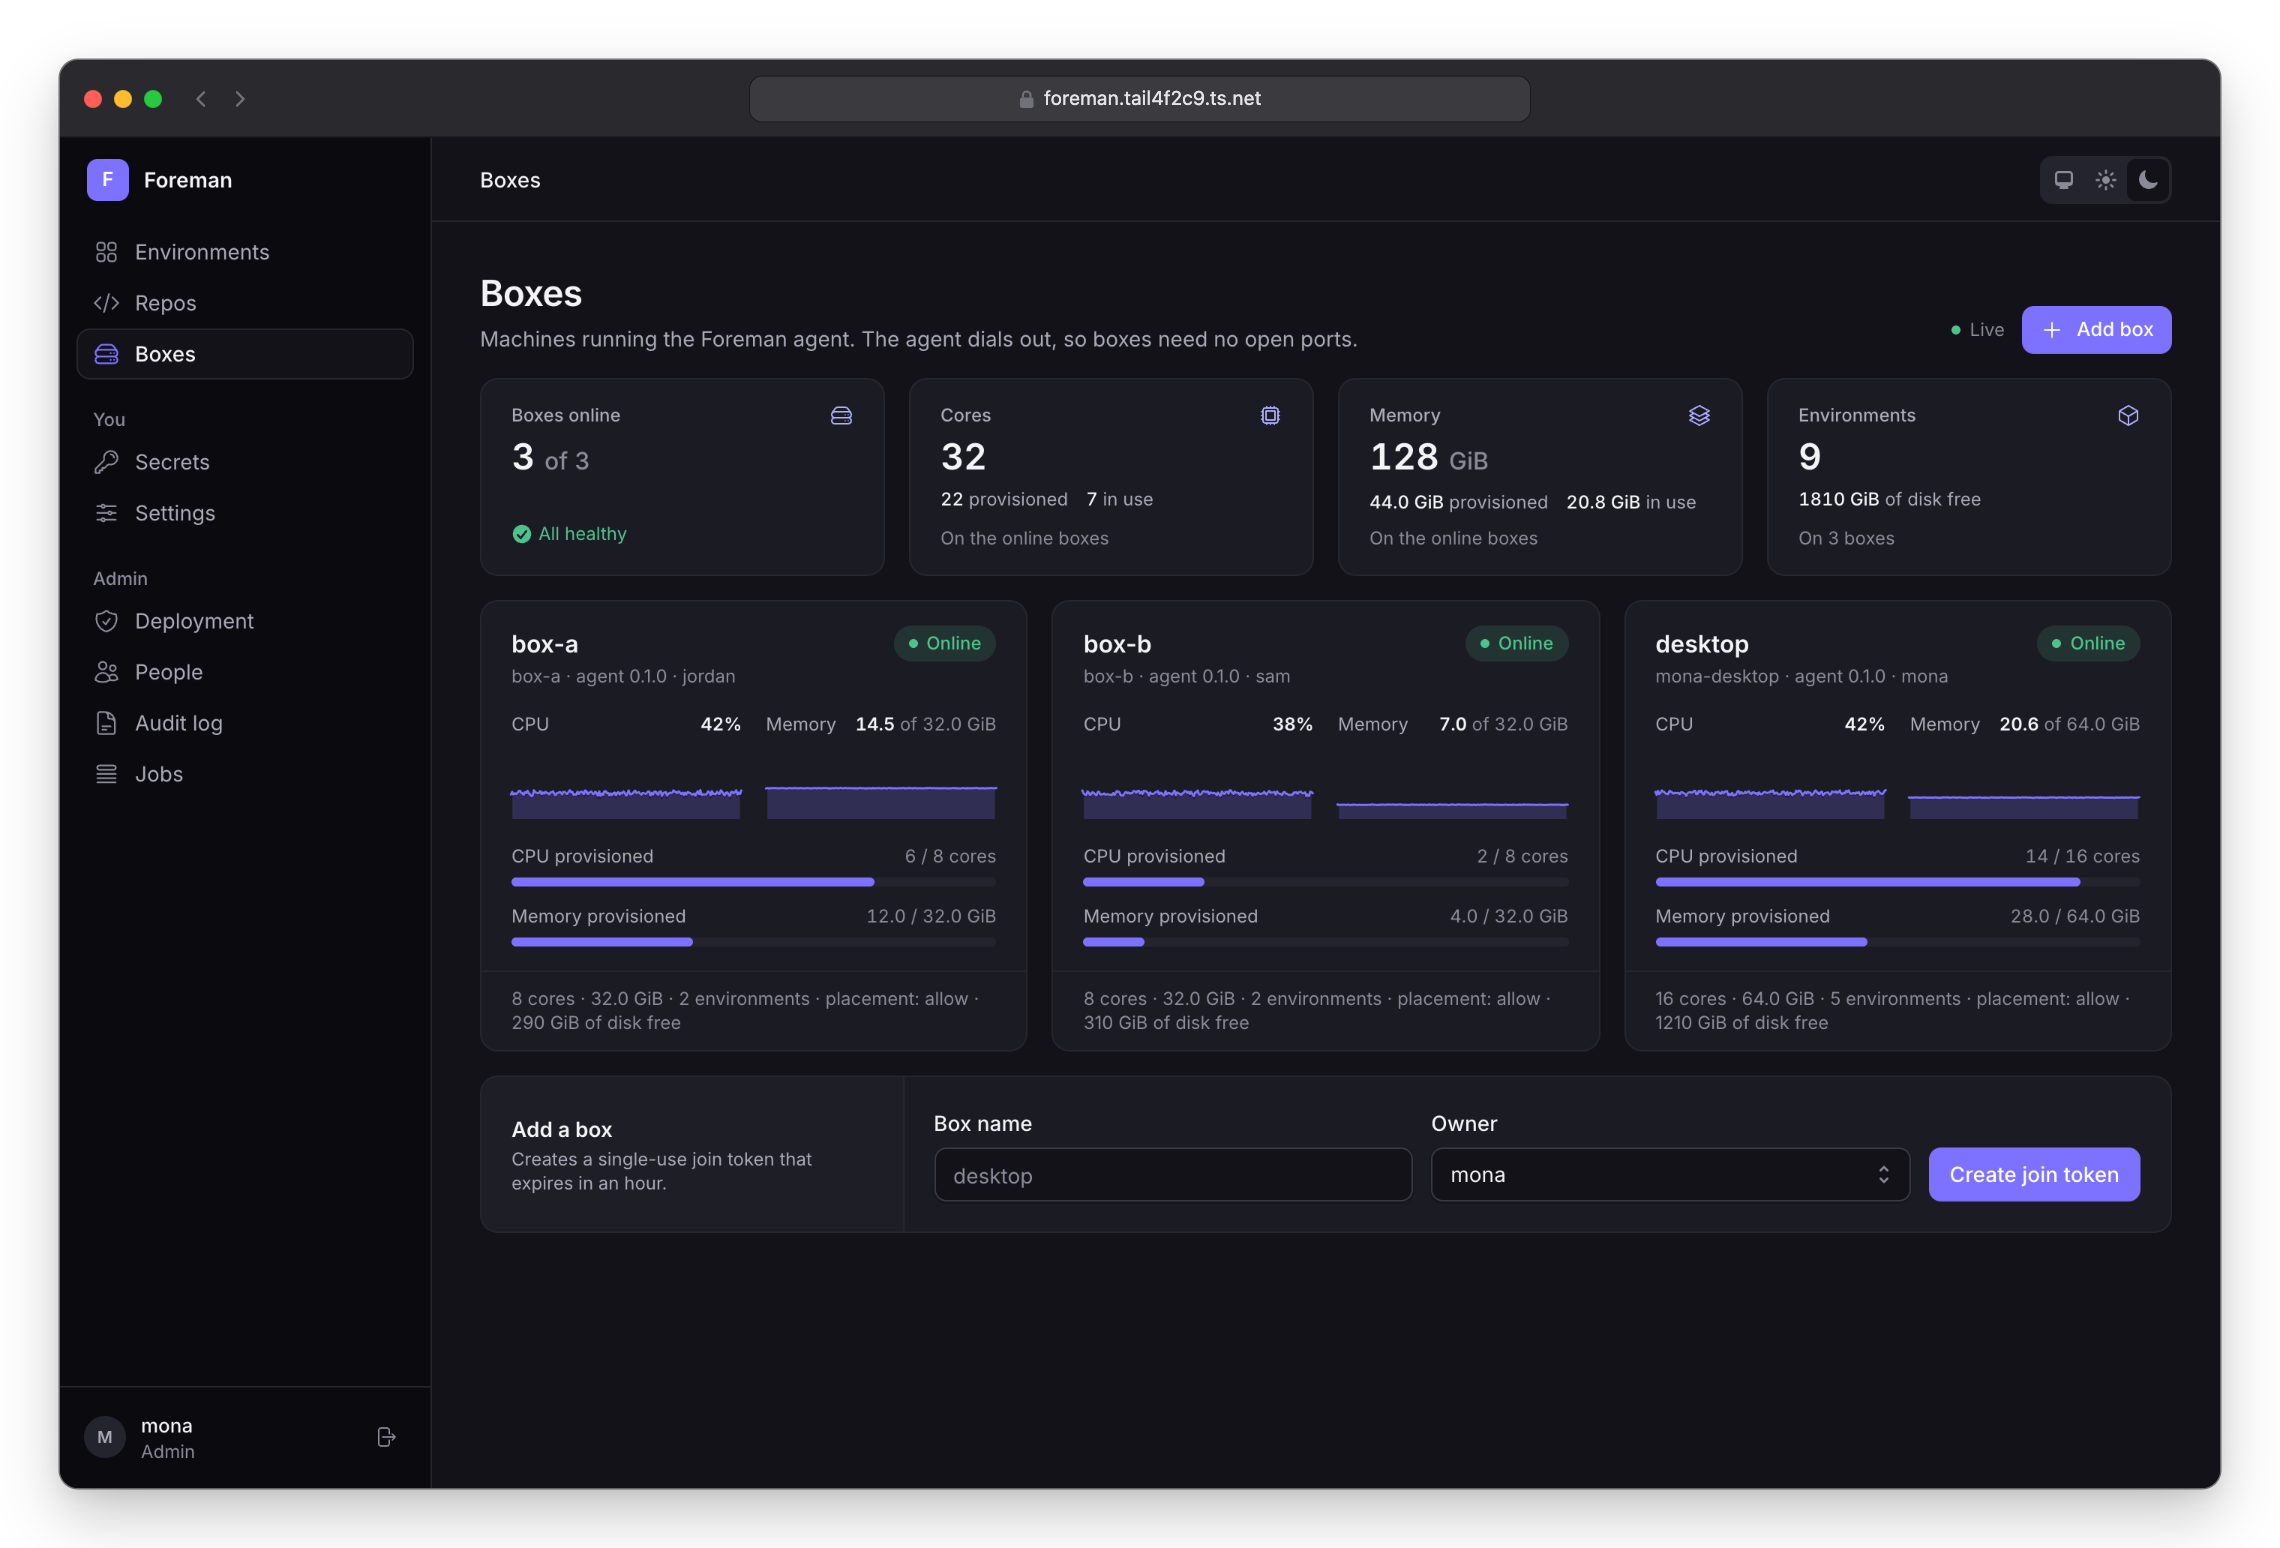 foreman.tail4f2c9.ts.net
F Foreman
Environments
Repos
Boxes
You
Secrets
Settings
Admin
Deployment
People
Audit log
Jobs
M
mona
Admin
Boxes
Boxes
Machines running the Foreman agent. The agent dials out, so boxes need no open ports.
Live
Add box
Boxes online
3 of 3
All healthy
Cores
32
22 provisioned 7 in use
On the online boxes
Memory
128 GiB
44.0 GiB provisioned 20.8 GiB in use
On the online boxes
Environments
9
1810 GiB of disk free
On 3 boxes
box-a
Online
box-a · agent 0.1.0 · jordan
CPU 42% Memory 14.5 of 32.0 GiB
CPU provisioned 6 / 8 cores
Memory provisioned 12.0 / 32.0 GiB
8 cores · 32.0 GiB · 2 environments · placement: allow ·
290 GiB of disk free
box-b
Online
box-b · agent 0.1.0 · sam
CPU 38% Memory 7.0 of 32.0 GiB
CPU provisioned 2 / 8 cores
Memory provisioned 4.0 / 32.0 GiB
8 cores · 32.0 GiB · 2 environments · placement: allow ·
310 GiB of disk free
desktop
Online
mona-desktop · agent 0.1.0 · mona
CPU 42% Memory 20.6 of 64.0 GiB
CPU provisioned 14 / 16 cores
Memory provisioned 28.0 / 64.0 GiB
16 cores · 64.0 GiB · 5 environments · placement: allow ·
1210 GiB of disk free
Add a box
Creates a single-use join token that
expires in an hour.
Box name
desktop
Owner
mona
Create join token